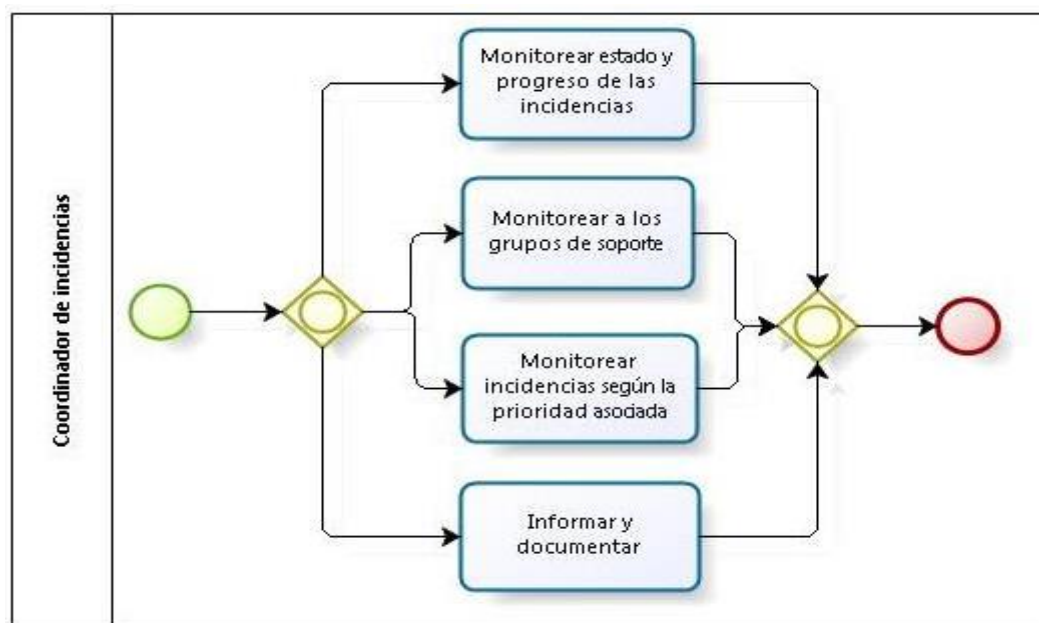 Coordinador de incidencias
Monitorear estado y
progreso de las
incidencias
Monitorear a los
grupos de soporte
Monitorear
incidencias según la
prioridad asociada
Informar y
documentar